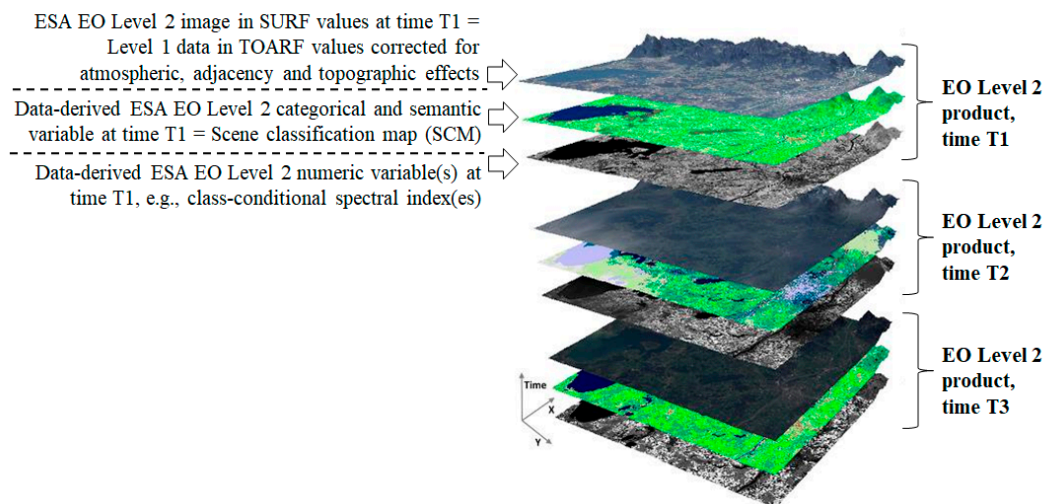 ESA EO Level 2 image in SURF values at time T1 =
Level 1 data in TOARF values corrected for
atmospheric, adjacency and topographic effects
Data-derived ESA EO Level 2 categorical and semantic
variable at time T1 = Scene classification map (SCM)
Data-derived ESA EO Level 2 numeric variable(s) at
time T1, e.g., class-conditional spectral index(es)
EO Level 2
product,
time T1
EO Level 2
product,
time T2
EO Level 2
product,
time T3
Time
X
Y